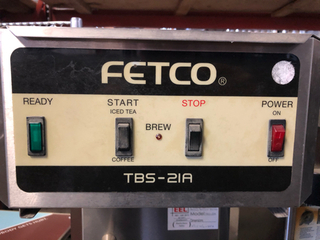 FETCO®
READY
START
STOP
POWER
ICED TEA
ON
BREW
COFFEE
OFF
TBS-21A